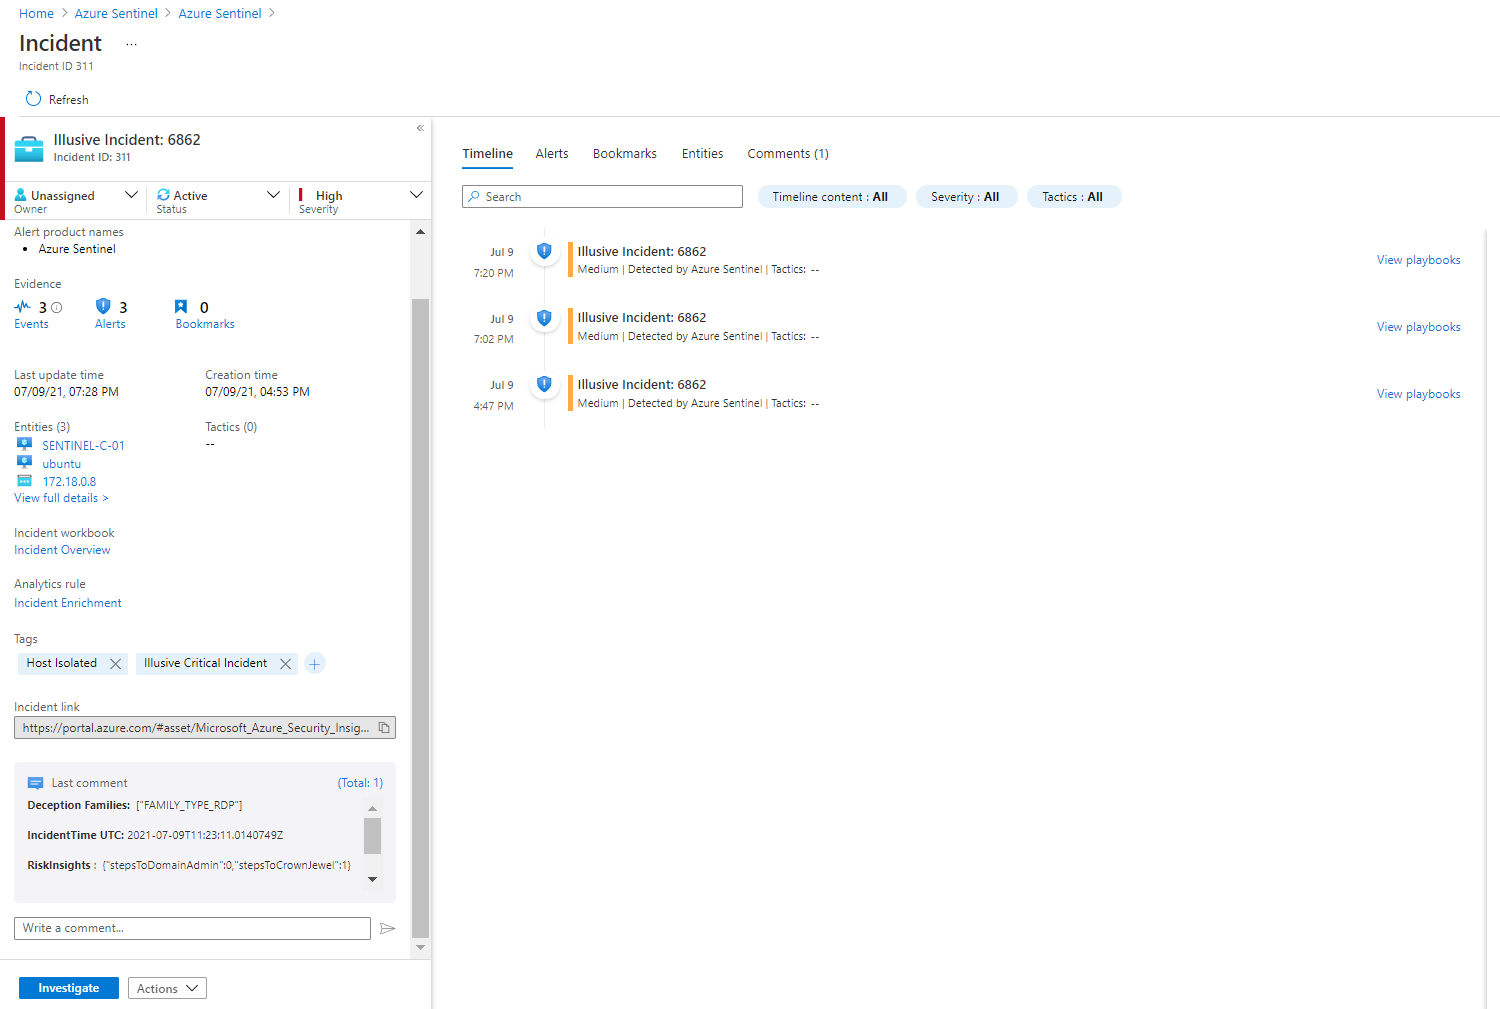 Home > Azure Sentinel > Azure Sentinel >
Incident ...
Incident ID 311
Refresh
«
Illusive Incident: 6862
Incident ID: 311
Unassigned
Owner
Active
Status
High
Severity
Alert product names
• Azure Sentinel
Evidence
3
Events
3
Alerts
0
Bookmarks
Last update time
07/09/21, 07:28 PM
Creation time
07/09/21, 04:53 PM
Entities (3)
SENTINEL-C-01
ubuntu
172.18.0.8
View full details >
Tactics (0)
--
Incident workbook
Incident Overview
Analytics rule
Incident Enrichment
Tags
Host Isolated
Illusive Critical Incident
Incident link
https://portal.azure.com/#asset/Microsoft_Azure_Security_Insig...
Last comment (Total: 1)
Deception Families: ["FAMILY_TYPE_RDP"]
IncidentTime UTC: 2021-07-09T11:23:11.0140749Z
RiskInsights : {"stepsToDomainAdmin":0,"stepsToCrownJewel":1}
Write a comment...
Investigate
Actions
Timeline Alerts Bookmarks Entities Comments (1)
Search
Timeline content : All
Severity : All
Tactics : All
Jul 9
7:20 PM
Illusive Incident: 6862
Medium | Detected by Azure Sentinel | Tactics: --
View playbooks
Jul 9
7:02 PM
Illusive Incident: 6862
Medium | Detected by Azure Sentinel | Tactics: --
View playbooks
Jul 9
4:47 PM
Illusive Incident: 6862
Medium | Detected by Azure Sentinel | Tactics: --
View playbooks